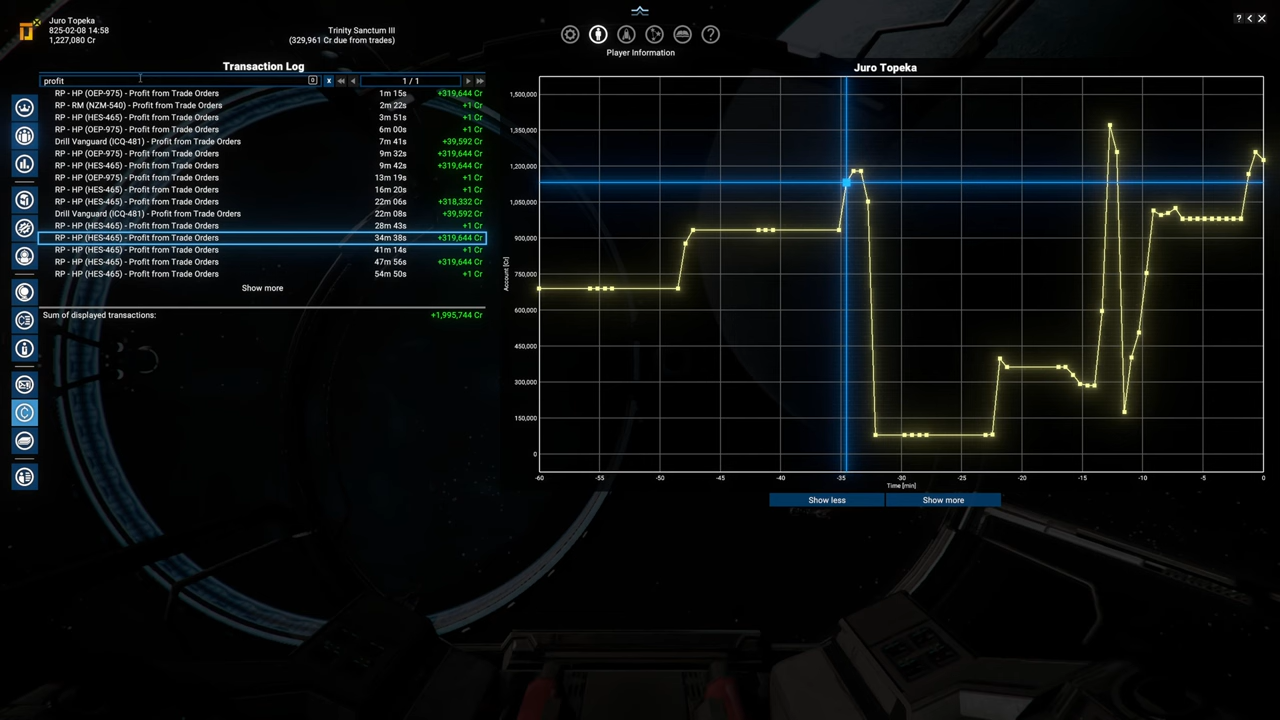 Juro Topeka
825-02-08 14:58
1,227,080 Cr
Trinity Sanctum III
(329,961 Cr due from trades)
Player Information
? < X
Transaction Log
profit
x
1 / 1
RP - HP (OEP-975) - Profit from Trade Orders 1m 15s +319,644 Cr
RP - RM (NZM-540) - Profit from Trade Orders 2m 22s +1 Cr
RP - HP (HES-465) - Profit from Trade Orders 3m 51s +1 Cr
RP - HP (OEP-975) - Profit from Trade Orders 6m 00s +1 Cr
Drill Vanguard (ICQ-481) - Profit from Trade Orders 7m 41s +39,592 Cr
RP - HP (OEP-975) - Profit from Trade Orders 9m 32s +319,644 Cr
RP - HP (HES-465) - Profit from Trade Orders 9m 42s +319,644 Cr
RP - HP (OEP-975) - Profit from Trade Orders 13m 19s +1 Cr
RP - HP (HES-465) - Profit from Trade Orders 16m 20s +1 Cr
RP - HP (HES-465) - Profit from Trade Orders 22m 06s +318,332 Cr
Drill Vanguard (ICQ-481) - Profit from Trade Orders 22m 08s +39,592 Cr
RP - HP (HES-465) - Profit from Trade Orders 28m 43s +1 Cr
RP - HP (HES-465) - Profit from Trade Orders 34m 38s +319,644 Cr
RP - HP (HES-465) - Profit from Trade Orders 41m 14s +1 Cr
RP - HP (HES-465) - Profit from Trade Orders 47m 56s +319,644 Cr
RP - HP (HES-465) - Profit from Trade Orders 54m 50s +1 Cr
Show more
Sum of displayed transactions: +1,995,744 Cr
Juro Topeka
1,500,000
1,350,000
1,200,000
1,050,000
900,000
750,000
600,000
450,000
300,000
150,000
0
Account [Cr]
-60 -55 -50 -45 -40 -35 -30 -25 -20 -15 -10 -5 0
Time [min]
Show less Show more